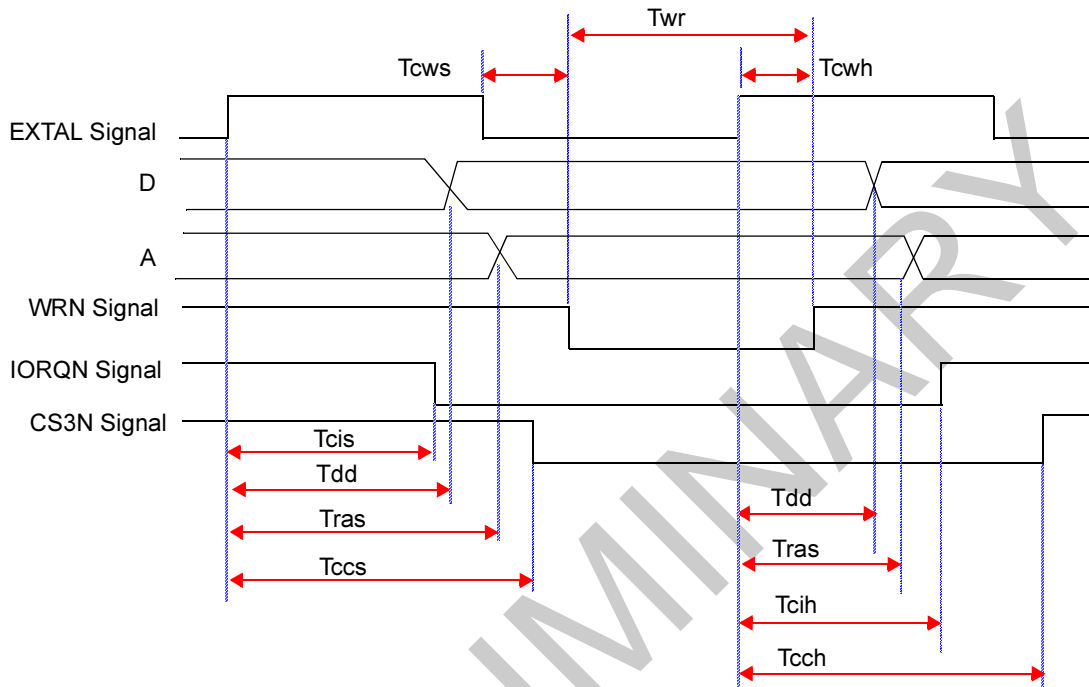 Twr
Tcws
Tcwh
EXTAL Signal
D
A
WRN Signal
IORQN Signal
CS3N Signal
Tcis
Tdd
Tdd
Tras
Tras
Tccs
Tcih
Tcch
IMINARY